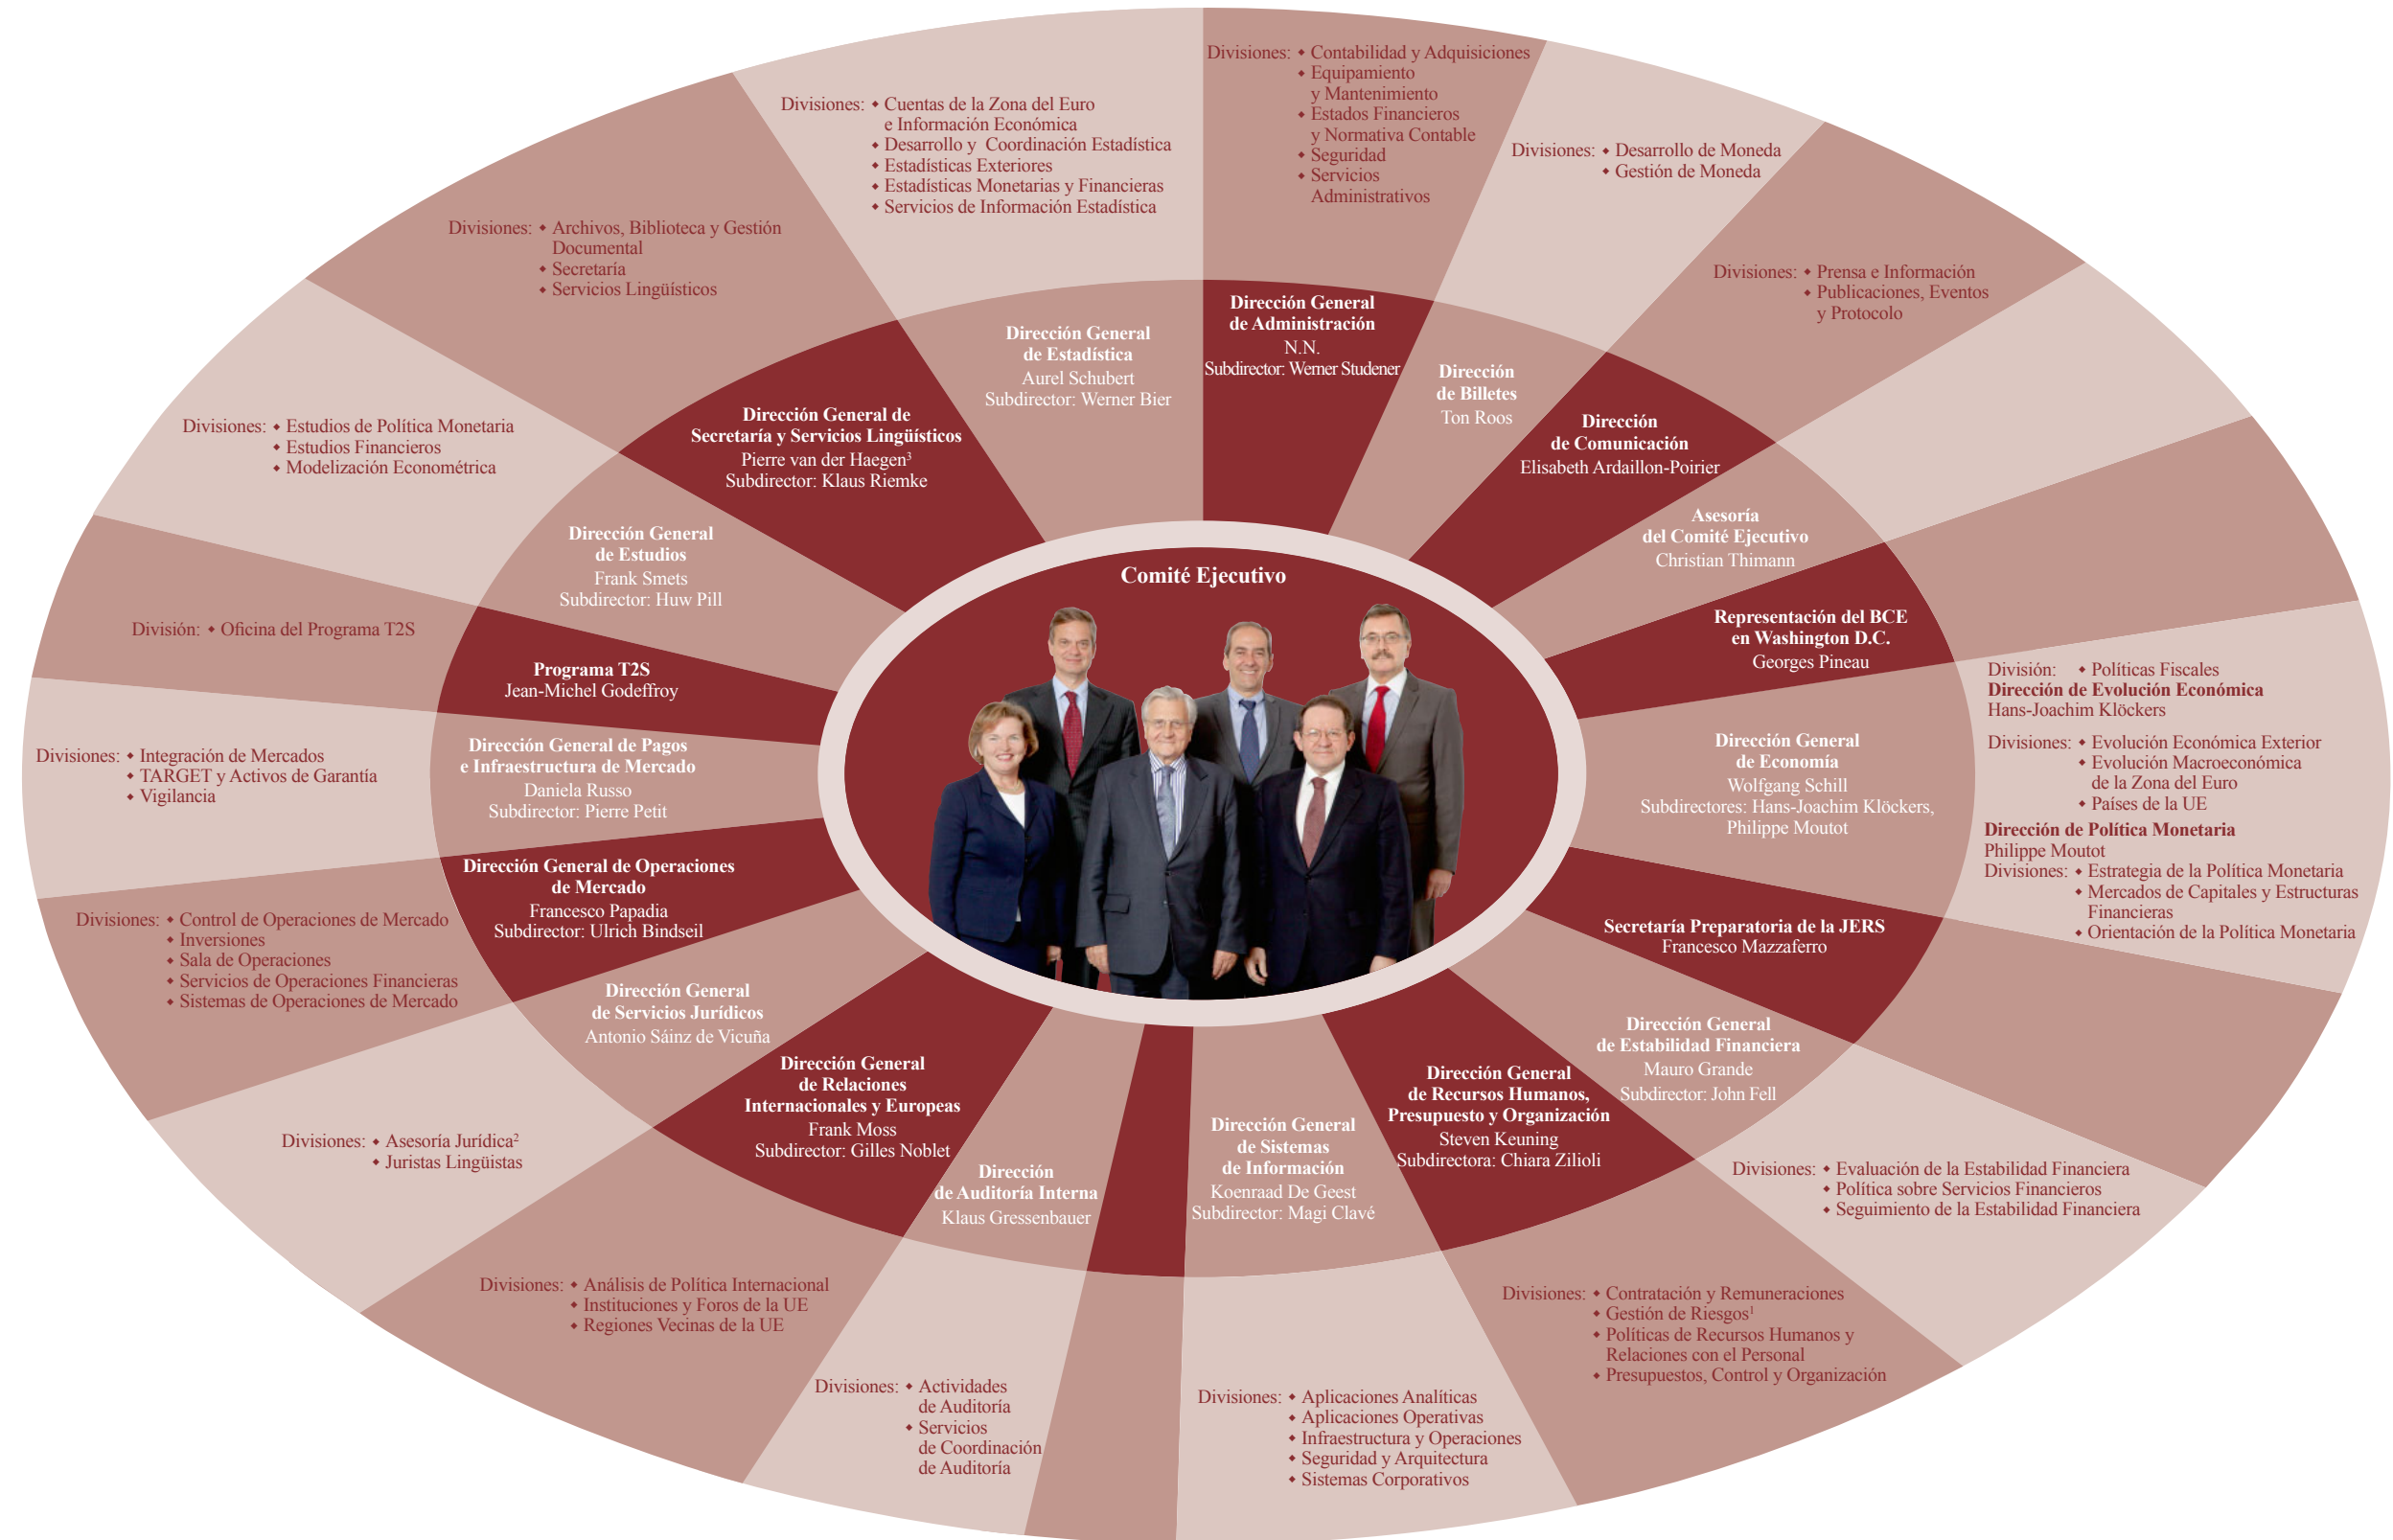 Comité Ejecutivo
Divisiones: • Contabilidad y Adquisiciones
• Equipamiento
y Mantenimiento
• Estados Financieros
y Normativa Contable
• Seguridad
• Servicios
Administrativos
Dirección General
de Administración
N.N.
Subdirector: Werner Studener
Divisiones: • Desarrollo de Moneda
• Gestión de Moneda
Dirección
de Billetes
Ton Roos
Divisiones: • Prensa e Información
• Publicaciones, Eventos
y Protocolo
Dirección
de Comunicación
Elisabeth Ardaillon-Poirier
Asesoría
del Comité Ejecutivo
Christian Thimann
Representación del BCE
en Washington D.C.
Georges Pineau
División: • Políticas Fiscales
Dirección de Evolución Económica
Hans-Joachim Klöckers
Divisiones: • Evolución Económica Exterior
• Evolución Macroeconómica
de la Zona del Euro
• Países de la UE
Dirección de Política Monetaria
Philippe Moutot
Divisiones: • Estrategia de la Política Monetaria
• Mercados de Capitales y Estructuras
Financieras
• Orientación de la Política Monetaria
Dirección General
de Economía
Wolfgang Schill
Subdirectores: Hans-Joachim Klöckers,
Philippe Moutot
Secretaría Preparatoria de la JERS
Francesco Mazzaferro
Dirección General
de Estabilidad Financiera
Mauro Grande
Subdirector: John Fell
Divisiones: • Evaluación de la Estabilidad Financiera
• Política sobre Servicios Financieros
• Seguimiento de la Estabilidad Financiera
Dirección General
de Recursos Humanos,
Presupuesto y Organización
Steven Keuning
Subdirectora: Chiara Zilioli
Divisiones: • Contratación y Remuneraciones
• Gestión de Riesgos¹
• Políticas de Recursos Humanos y
Relaciones con el Personal
• Presupuestos, Control y Organización
Dirección General
de Sistemas
de Información
Koenraad De Geest
Subdirector: Magi Clavé
Divisiones: • Aplicaciones Analíticas
• Aplicaciones Operativas
• Infraestructura y Operaciones
• Seguridad y Arquitectura
• Sistemas Corporativos
Dirección
de Auditoría Interna
Klaus Gressenbauer
Divisiones: • Actividades
de Auditoría
• Servicios
de Coordinación
de Auditoría
Dirección General
de Relaciones
Internacionales y Europeas
Frank Moss
Subdirector: Gilles Noblet
Divisiones: • Análisis de Política Internacional
• Instituciones y Foros de la UE
• Regiones Vecinas de la UE
Dirección General
de Servicios Jurídicos
Antonio Sáinz de Vicuña
Divisiones: • Asesoría Jurídica²
• Juristas Lingüistas
Dirección General de Operaciones
de Mercado
Francesco Papadia
Subdirector: Ulrich Bindseil
Divisiones: • Control de Operaciones de Mercado
• Inversiones
• Sala de Operaciones
• Servicios de Operaciones Financieras
• Sistemas de Operaciones de Mercado
Dirección General de Pagos
e Infraestructura de Mercado
Daniela Russo
Subdirector: Pierre Petit
Divisiones: • Integración de Mercados
• TARGET y Activos de Garantía
• Vigilancia
Programa T2S
Jean-Michel Godeffroy
División: • Oficina del Programa T2S
Dirección General
de Estudios
Frank Smets
Subdirector: Huw Pill
Divisiones: • Estudios de Política Monetaria
• Estudios Financieros
• Modelización Econométrica
Dirección General de
Secretaría y Servicios Lingüísticos
Pierre van der Haegen³
Subdirector: Klaus Riemke
Divisiones: • Archivos, Biblioteca y Gestión
Documental
• Secretaría
• Servicios Lingüísticos
Dirección General
de Estadística
Aurel Schubert
Subdirector: Werner Bier
Divisiones: • Cuentas de la Zona del Euro
e Información Económica
• Desarrollo y Coordinación Estadística
• Estadísticas Exteriores
• Estadísticas Monetarias y Financieras
• Servicios de Información Estadística